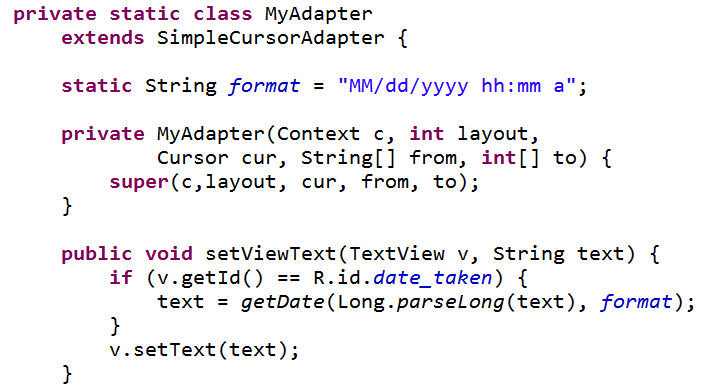 private static class MyAdapter
    extends SimpleCursorAdapter {
    static String format = "MM/dd/yyyy hh:mm a";
    private MyAdapter(Context c, int layout,
            Cursor cur, String[] from, int[] to) {
        super(c,layout, cur, from, to);
    }
    public void setViewText(TextView v, String text) {
        if (v.getId() == R.id.date_taken) {
            text = getDate(Long.parseLong(text), format);
        }
        v.setText(text);
    }